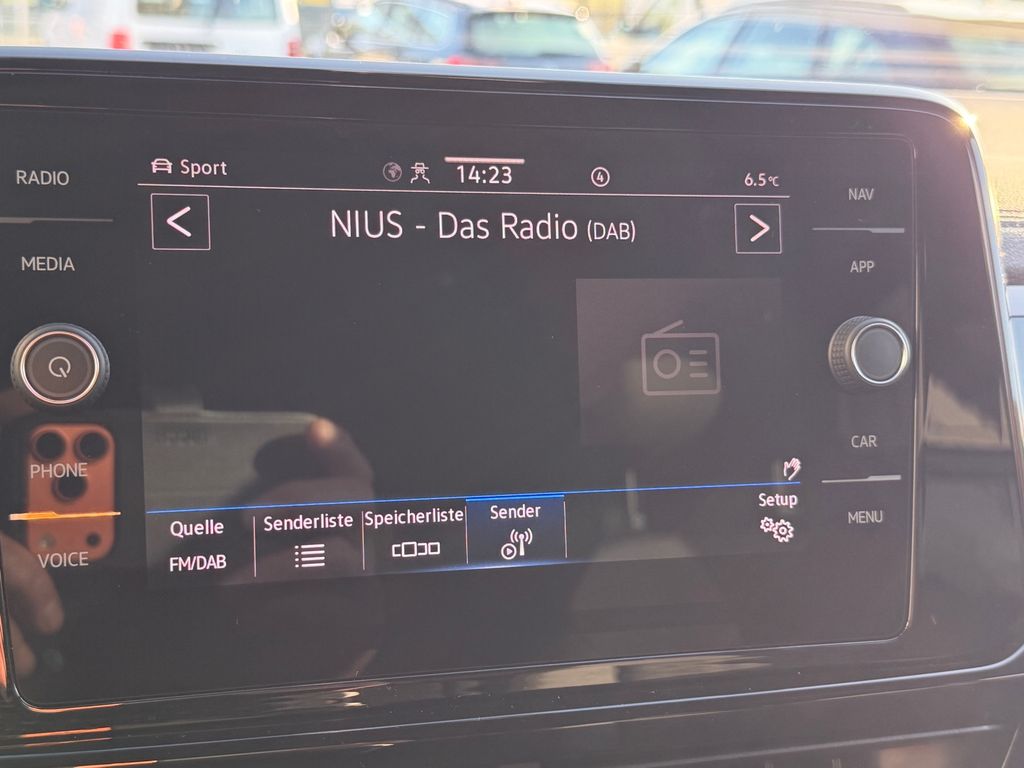 RADIO
MEDIA
PHONE
VOICE
Sport
14:23
4
6.5°C
<
NIUS - Das Radio (DAB)
>
Quelle
FM/DAB
Senderliste
Speicherliste
Sender
Setup
NAV
APP
CAR
MENU